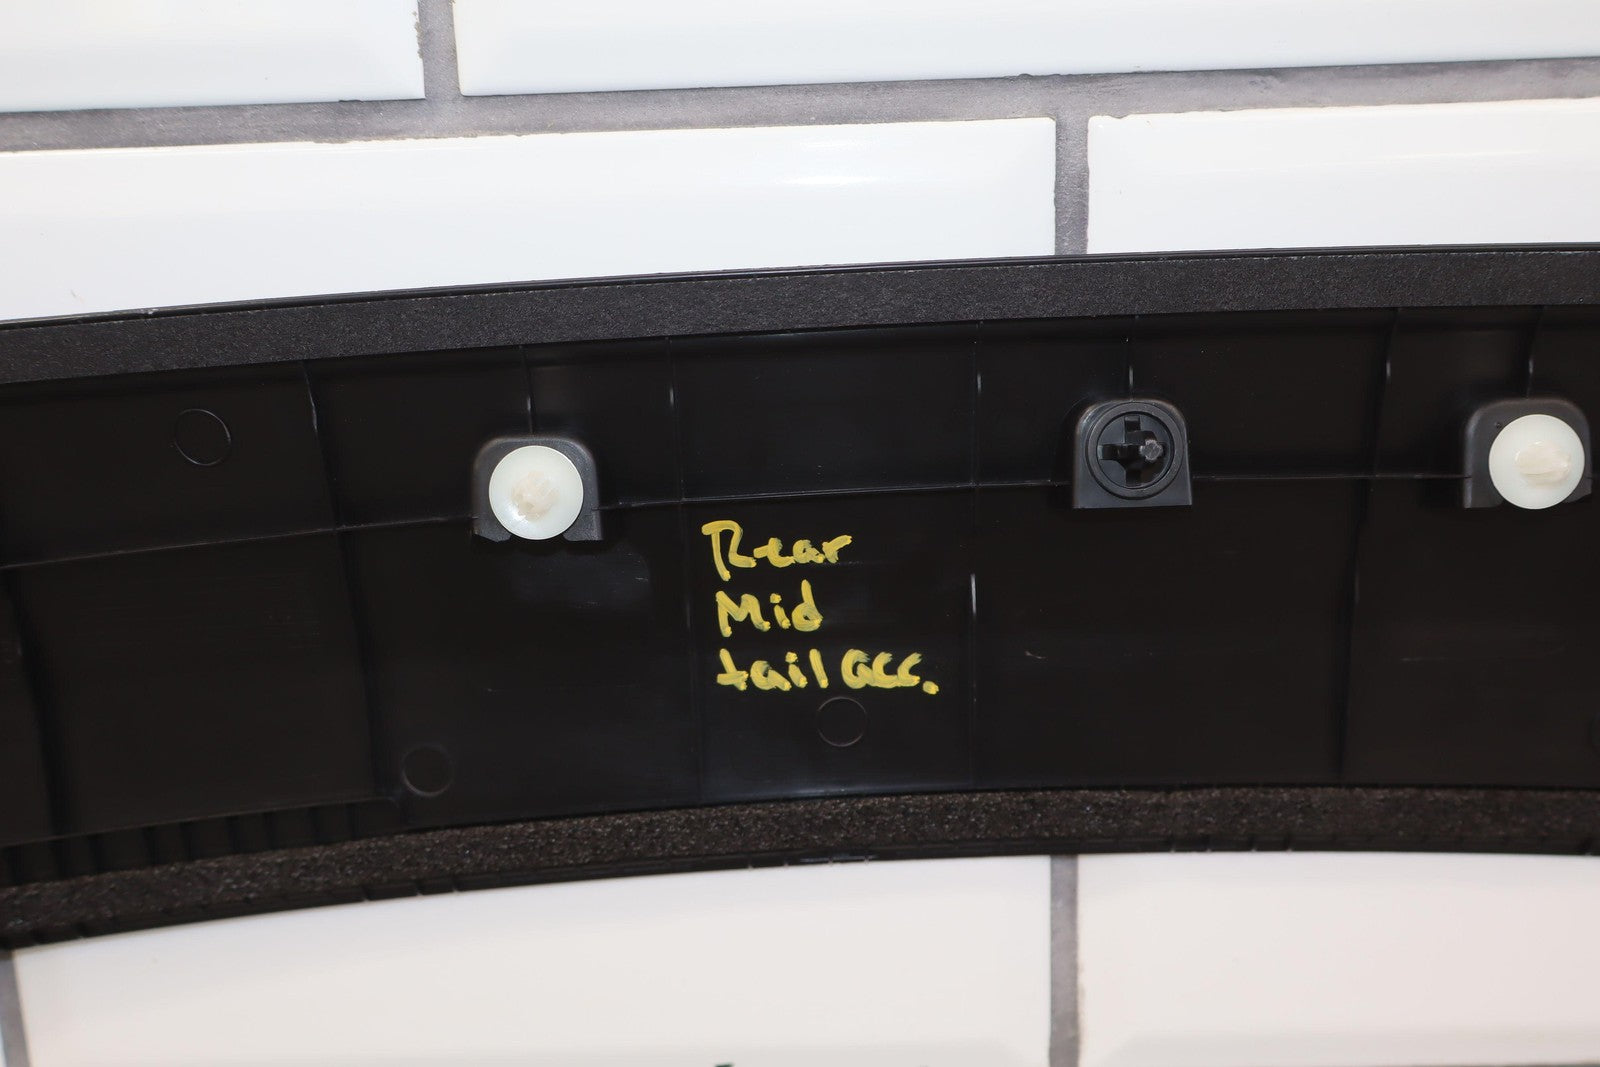 Rear
Mid
tail acc.